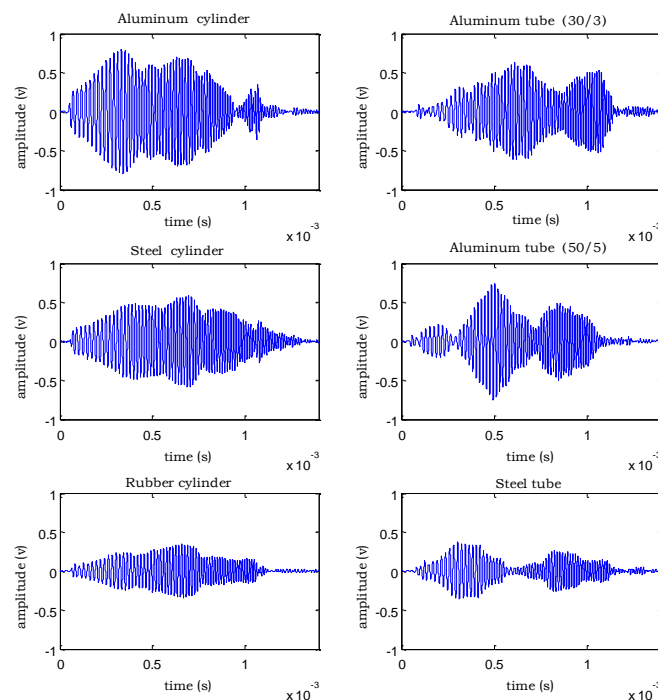 Aluminum cylinder
1
0.5
0
-0.5
-1
amplitude (v)
0
0.5
1
time (s)
x 10^-3
Aluminum tube (30/3)
1
0.5
0
-0.5
-1
amplitude (v)
0
0.5
1
time (s)
x 10^-3
Steel cylinder
1
0.5
0
-0.5
-1
amplitude (v)
0
0.5
1
time (s)
x 10^-3
Aluminum tube (50/5)
1
0.5
0
-0.5
-1
amplitude (v)
0
0.5
1
time (s)
x 10^-3
Rubber cylinder
1
0.5
0
-0.5
-1
amplitude (v)
0
0.5
1
time (s)
x 10^-3
Steel tube
1
0.5
0
-0.5
-1
amplitude (v)
0
0.5
1
time (s)
x 10^-3